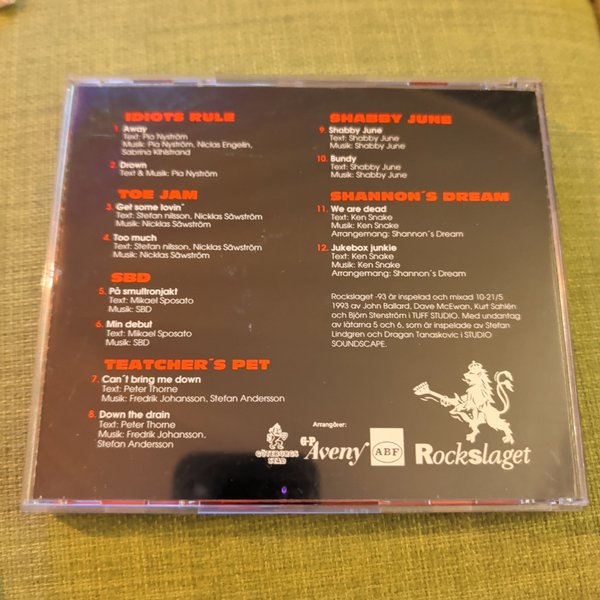 IDIOTS RULE
1. Away
Text: Pia Nyström
Musik: Pia Nyström, Niclas Engelin,
Sabrina Kihlstrand
2. Drown
Text & Musik: Pia Nyström
TOE JAM
3. Get some lovin´
Text: Stefan nilsson, Nicklas Säwström
Musik: Nicklas Säwström
4. Too much
Text: Stefan nilsson, Nicklas Säwström
Musik: Nicklas Säwström
SBD
5. På smultronjakt
Text: Mikael Sposato
Musik: SBD
6. Min debut
Text: Mikael Sposato
Musik: SBD
TEATCHER´S PET
7. Can´t bring me down
Text: Peter Thorne
Musik: Fredrik Johansson, Stefan Andersson
8. Down the drain
Text: Peter Thorne
Musik: Fredrik Johansson,
Stefan Andersson
SHABBY JUNE
9. Shabby June
Text: Shabby June
Musik: Shabby June
10. Bundy
Text: Shabby June
Musik: Shabby June
SHANNON´S DREAM
11. We are dead
Text: Ken Snake
Musik: Ken Snake
Arrangemang: Shannon´s Dream
12. Jukebox junkie
Text: Ken Snake
Musik: Ken Snake
Arrangemang: Shannon´s Dream
Rockslaget -93 är inspelad och mixad 10-21/5
1993 av John Ballard, Dave McEwan, Kurt Sahlén
och Björn Stenström i TUFF STUDIO. Med undantag
av låtarna 5 och 6, som är inspelade av Stefan
Lindgren och Dragan Tanaskovic i STUDIO
SOUNDSCAPE.
Arrangörer:
GÖTEBORGS
STAD
G-P
Aveny
ABF
RockSlaget